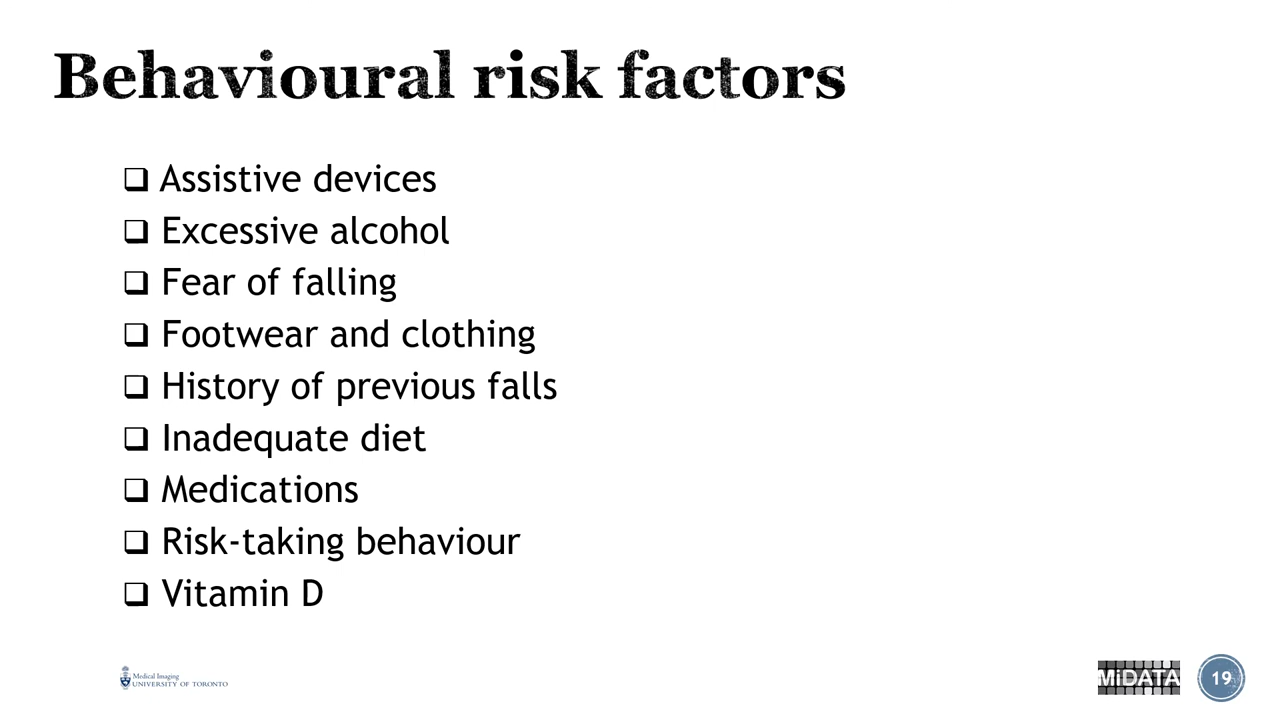 Behavioural risk factors
❑ Assistive devices
❑ Excessive alcohol
❑ Fear of falling
❑ Footwear and clothing
❑ History of previous falls
❑ Inadequate diet
❑ Medications
❑ Risk-taking behaviour
❑ Vitamin D
Medical Imaging
UNIVERSITY OF TORONTO
MiDATA
19